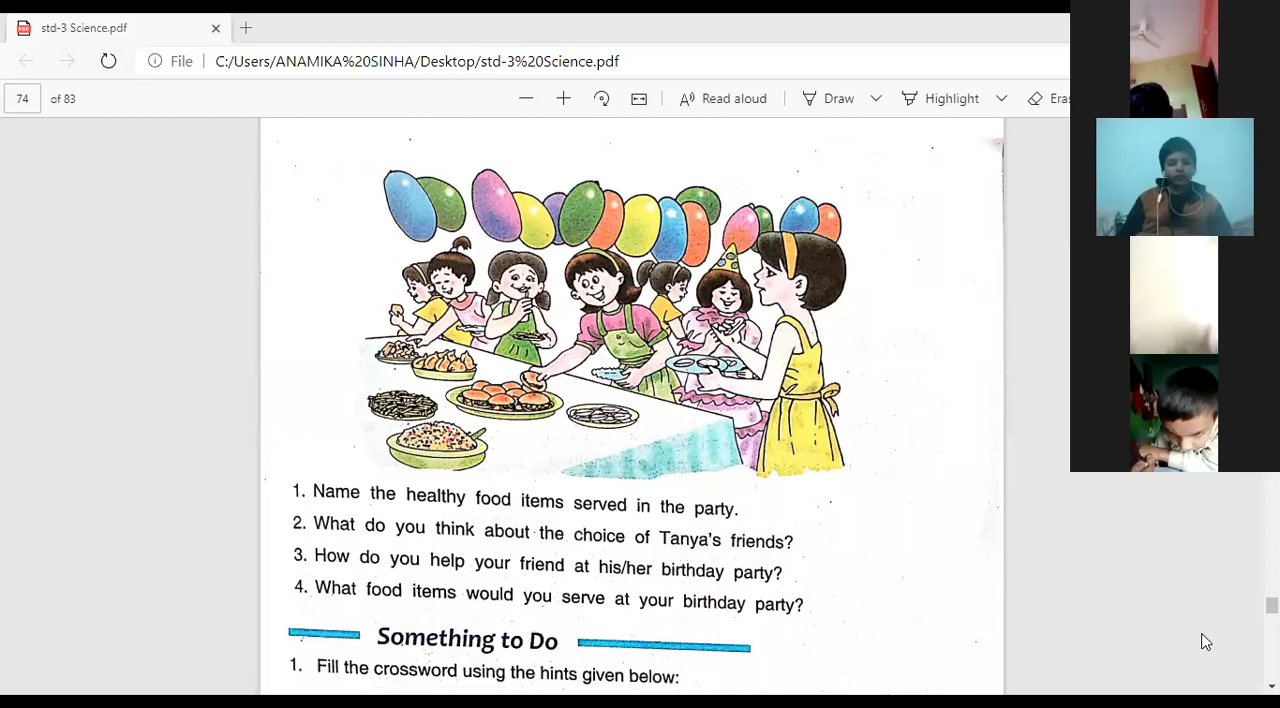 std-3 Science.pdf
File C:/Users/ANAMIKA%20SINHA/Desktop/std-3%20Science.pdf
74 of 83 Read aloud Draw Highlight Eras
1. Name the healthy food items served in the party.
2. What do you think about the choice of Tanya's friends?
3. How do you help your friend at his/her birthday party?
4. What food items would you serve at your birthday party?
Something to Do
1. Fill the crossword using the hints given below: